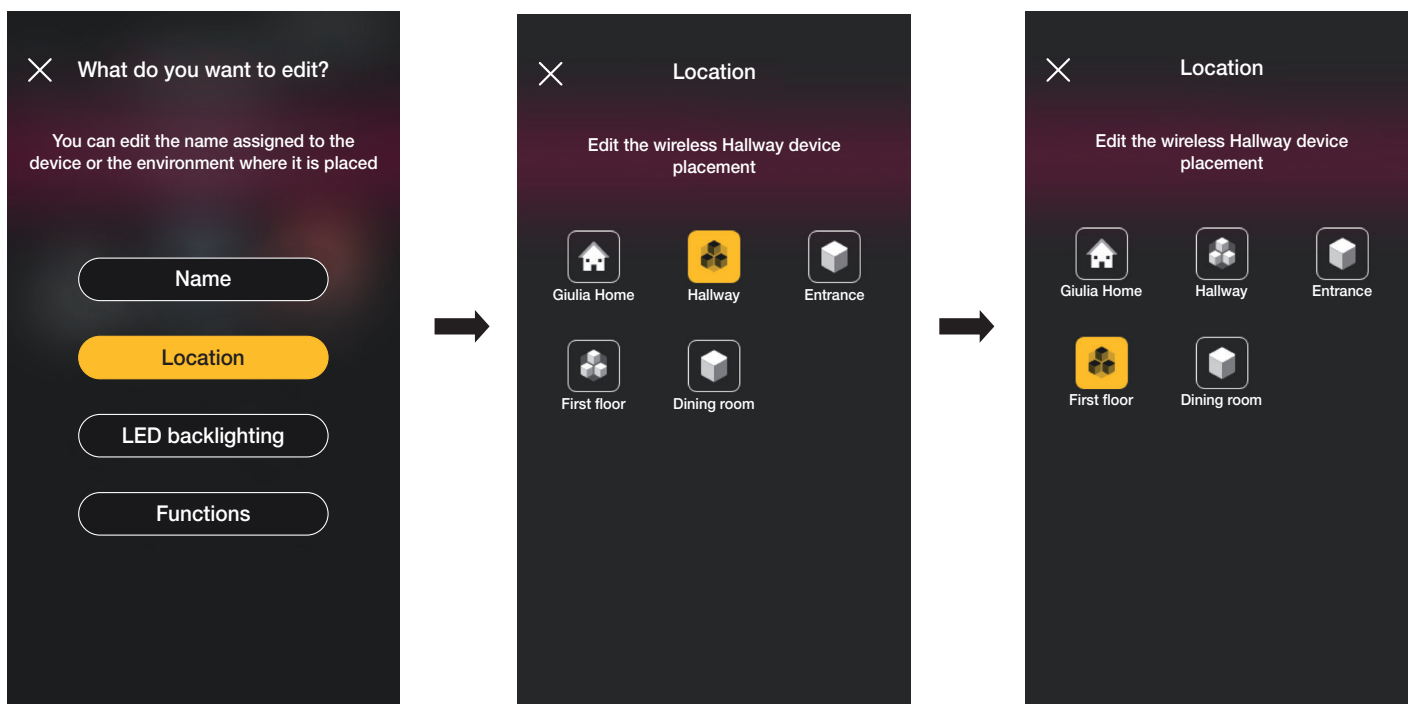 What do you want to edit?
You can edit the name assigned to the
device or the environment where it is placed
Name
Location
LED backlighting
Functions
Location
Edit the wireless Hallway device
placement
Giulia Home
Hallway
Entrance
First floor
Dining room
Location
Edit the wireless Hallway device
placement
Giulia Home
Hallway
Entrance
First floor
Dining room